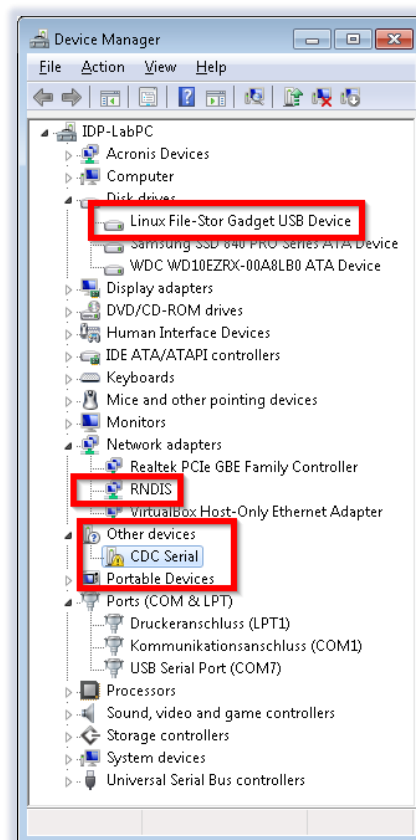 Device Manager
File Action View Help
IDP-LabPC
Acronis Devices
Computer
Disk drives
Linux File-Stor Gadget USB Device
Samsung SSD 840 PRO Series ATA Device
WDC WD10EZRX-00A8LB0 ATA Device
Display adapters
DVD/CD-ROM drives
Human Interface Devices
IDE ATA/ATAPI controllers
Keyboards
Mice and other pointing devices
Monitors
Network adapters
Realtek PCIe GBE Family Controller
RNDIS
VirtualBox Host-Only Ethernet Adapter
Other devices
CDC Serial
Portable Devices
Ports (COM & LPT)
Druckeranschluss (LPT1)
Kommunikationsanschluss (COM1)
USB Serial Port (COM7)
Processors
Sound, video and game controllers
Storage controllers
System devices
Universal Serial Bus controllers